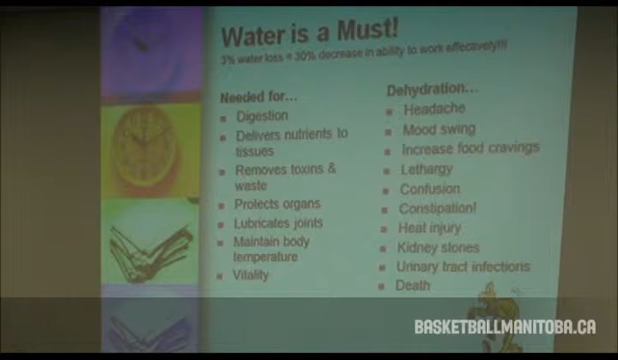 Water is a Must!
3% water loss = 30% decrease in ability to work effectively!!!
Needed for...
Digestion
Delivers nutrients to
tissues
Removes toxins &
waste
Protects organs
Lubricates joints
Maintain body
temperature
Vitality
Dehydration...
Headache
Mood swing
Increase food cravings
Lethargy
Confusion
Constipation!
Heat injury
Kidney stones
Urinary tract infections
Death
BASKETBALLMANITOBA.CA